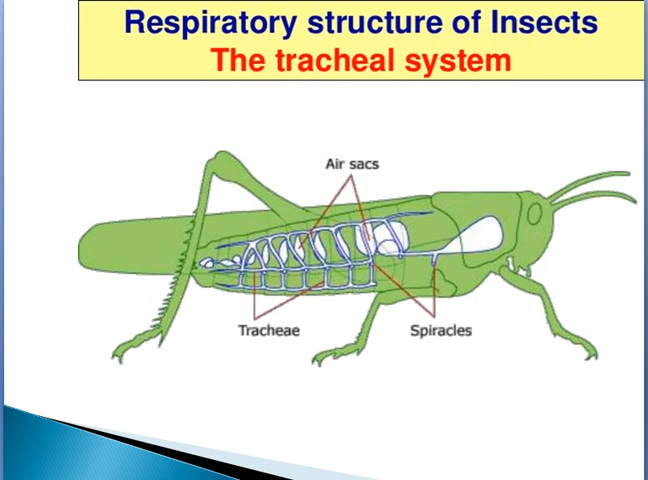 Respiratory structure of Insects
The tracheal system
Air sacs
Tracheae
Spiracles